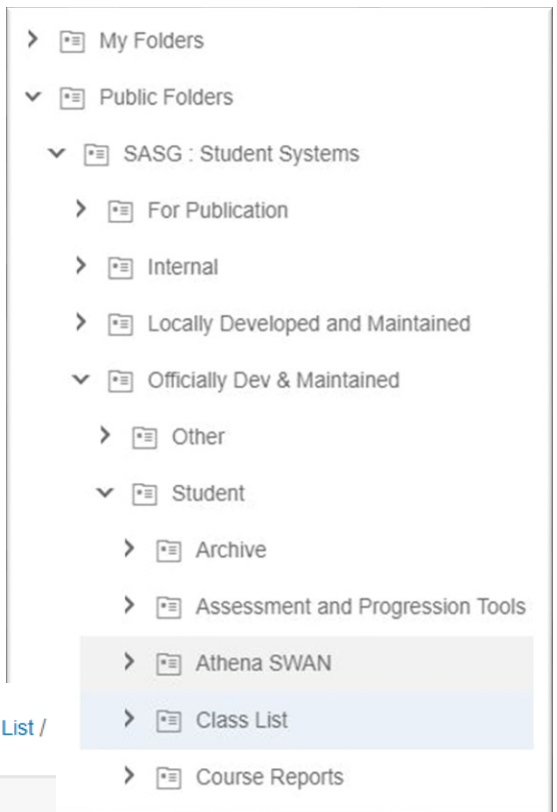 My Folders
Public Folders
SASG : Student Systems
For Publication
Internal
Locally Developed and Maintained
Officially Dev & Maintained
Other
Student
Archive
Assessment and Progression Tools
Athena SWAN
Class List
List /
Course Reports